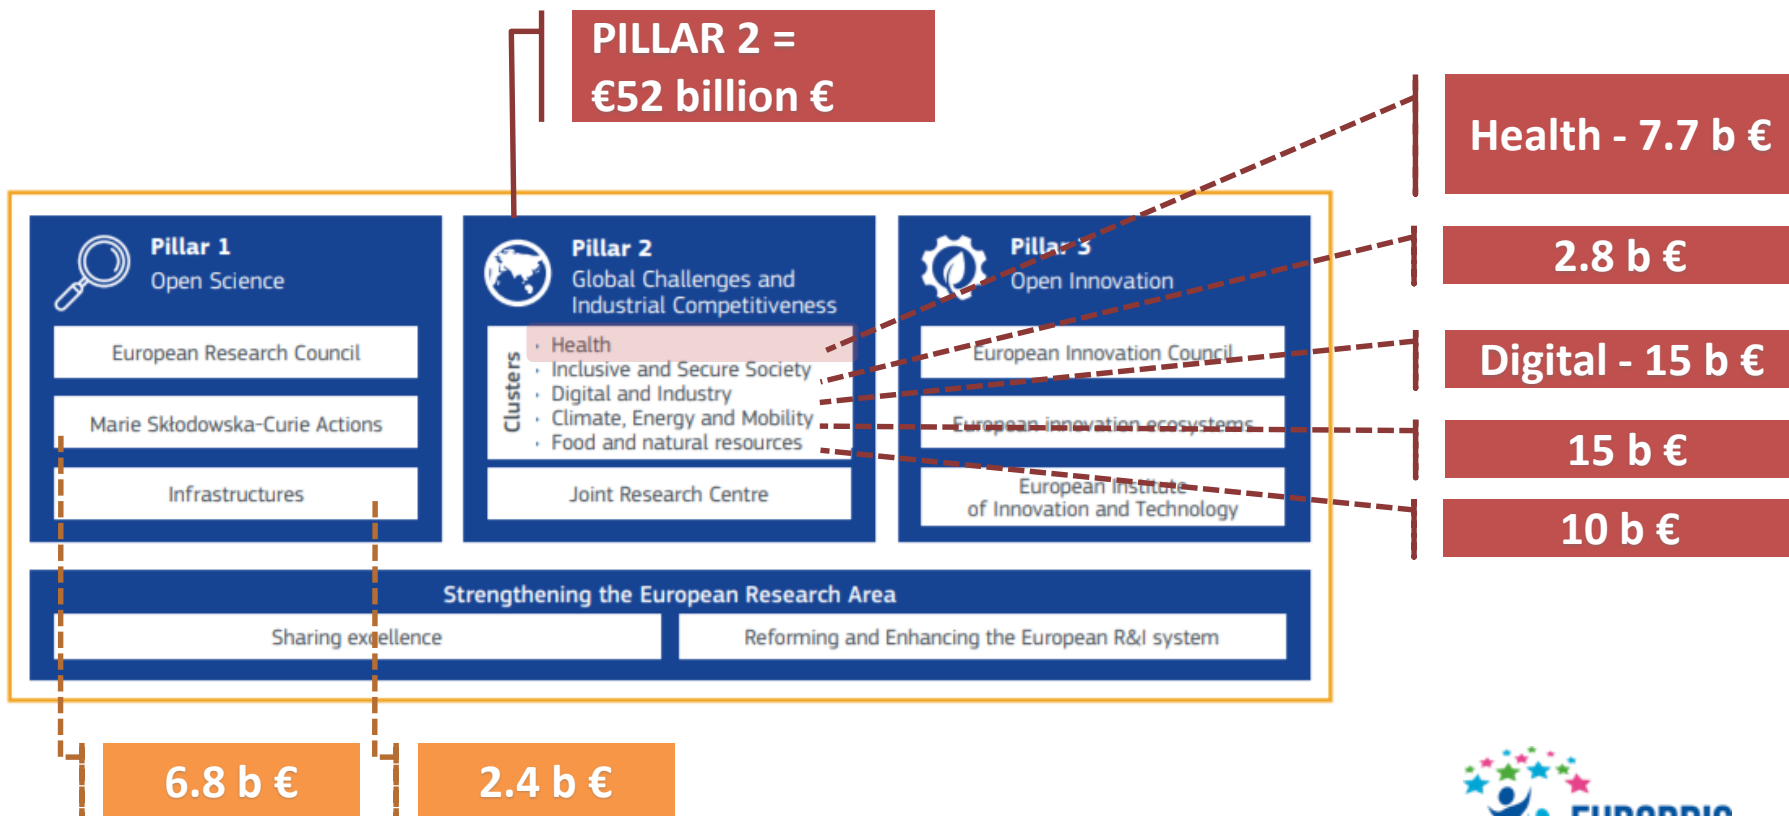 PILLAR 2 =
€52 billion €
Health - 7.7 b €
2.8 b €
Digital - 15 b €
15 b €
10 b €
Pillar 1
Open Science
European Research Council
Marie Skłodowska-Curie Actions
Infrastructures
Pillar 2
Global Challenges and
Industrial Competitiveness
Clusters
· Health
· Inclusive and Secure Society
· Digital and Industry
· Climate, Energy and Mobility
· Food and natural resources
Joint Research Centre
Pillar 3
Open Innovation
European Innovation Council
European innovation ecosystems
European Institute
of Innovation and Technology
Strengthening the European Research Area
Sharing excellence
Reforming and Enhancing the European R&I system
6.8 b €
2.4 b €